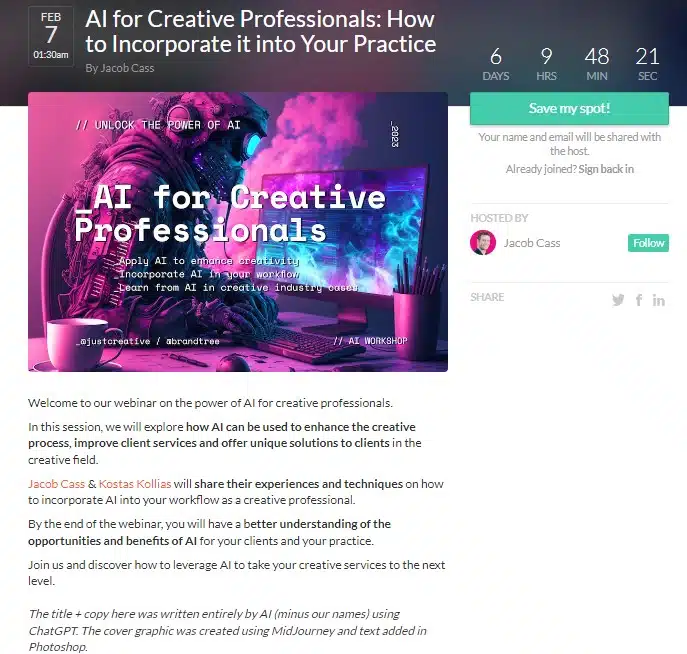 FEB
7
01:30am
AI for Creative Professionals: How
to Incorporate it into Your Practice
By Jacob Cass
6 9 48 21
DAYS HRS MIN SEC
// UNLOCK THE POWER OF AI
_2023
_AI for Creative
Professionals
_Apply AI to enhance creativity
_Incorporate AI in your workflow
_Learn from AI in creative industry cases
_@justcreative / @brandtree
// AI WORKSHOP
Save my spot!
Your name and email will be shared with
the host.
Already joined? Sign back in
HOSTED BY
Jacob Cass
Follow
SHARE
Welcome to our webinar on the power of AI for creative professionals.
In this session, we will explore how AI can be used to enhance the creative
process, improve client services and offer unique solutions to clients in the
creative field.
Jacob Cass & Kostas Kollias will share their experiences and techniques on how
to incorporate AI into your workflow as a creative professional.
By the end of the webinar, you will have a better understanding of the
opportunities and benefits of AI for your clients and your practice.
Join us and discover how to leverage AI to take your creative services to the next
level.
The title + copy here was written entirely by AI (minus our names) using
ChatGPT. The cover graphic was created using MidJourney and text added in
Photoshop.